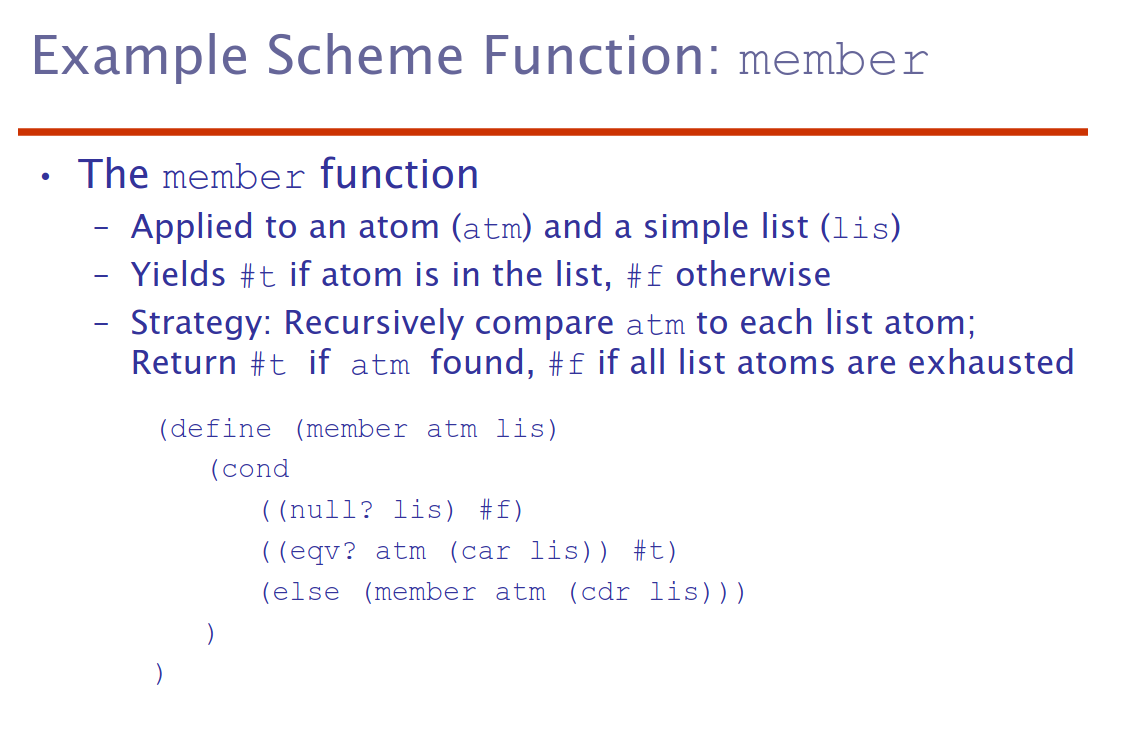 Example Scheme Function: member
• The member function
– Applied to an atom (atm) and a simple list (lis)
– Yields #t if atom is in the list, #f otherwise
– Strategy: Recursively compare atm to each list atom;
Return #t if atm found, #f if all list atoms are exhausted
(define (member atm lis)
(cond
((null? lis) #f)
((eqv? atm (car lis)) #t)
(else (member atm (cdr lis)))
)
)